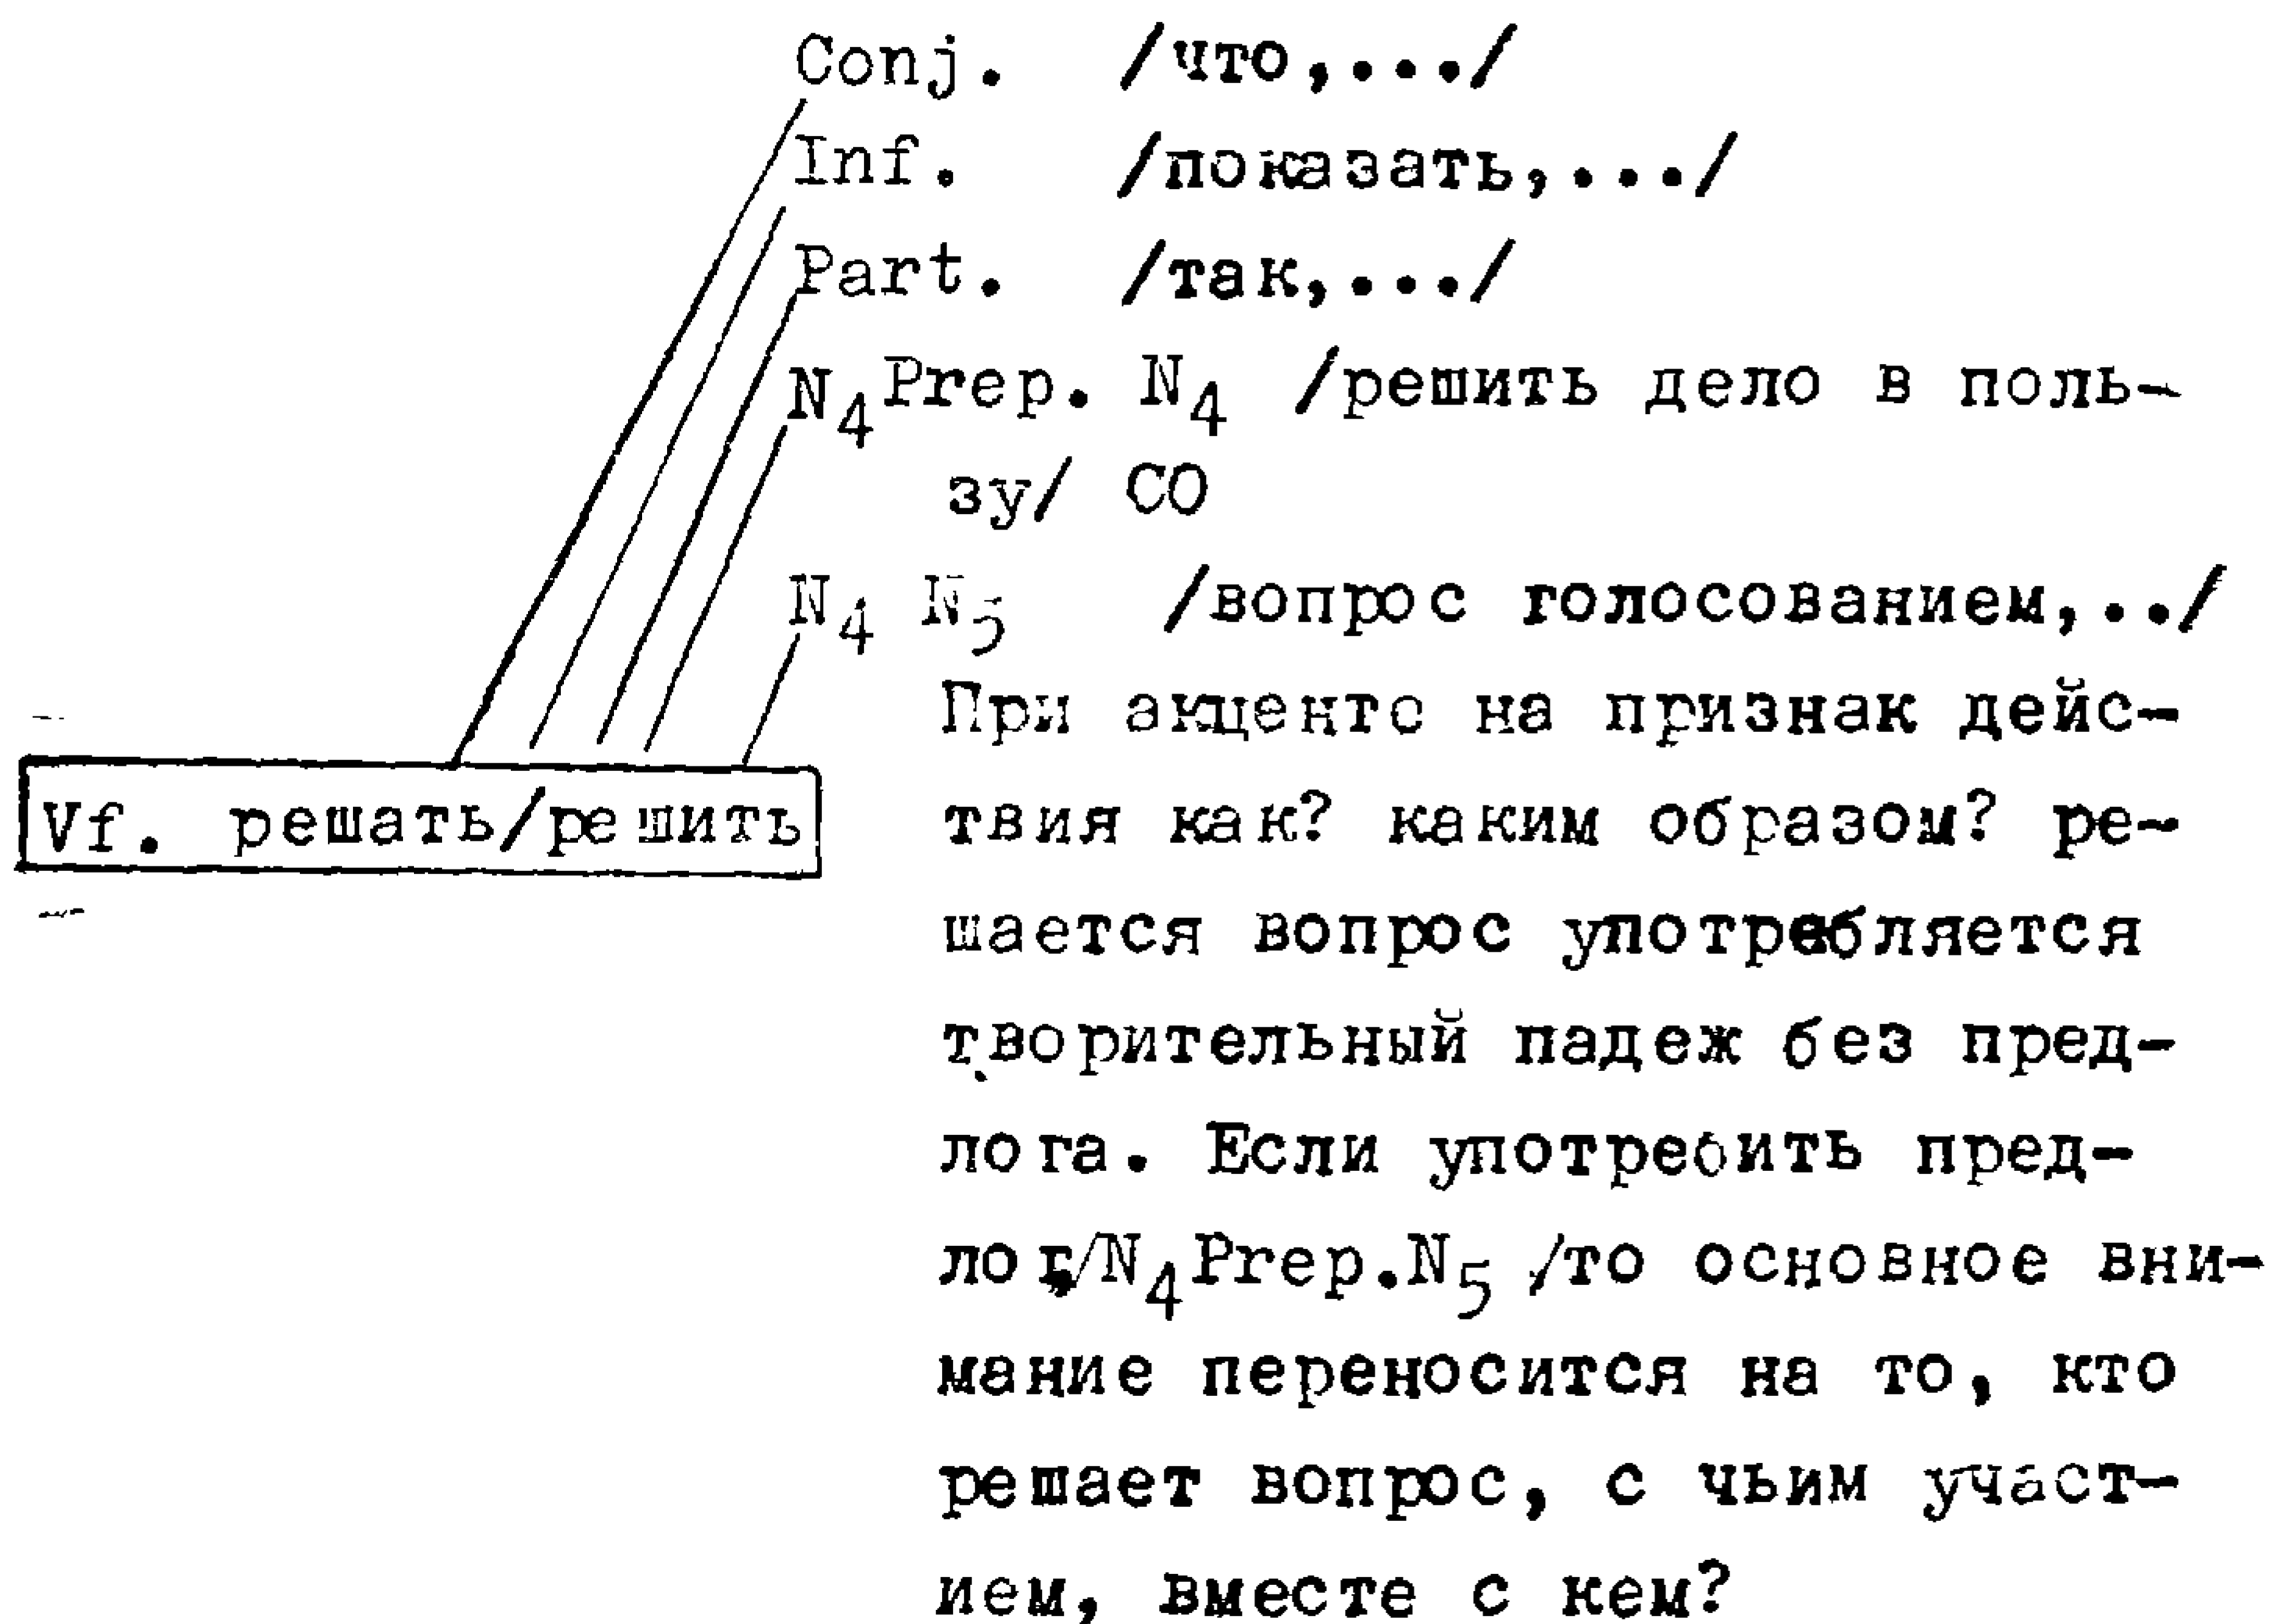 Conj. /что,.../
Inf. /показать,.../
Part. /так,.../
N₄Prep. N₄ /решить дело в поль-
зу/ СО
N₄ N₅ /вопрос голосованием,../
При акценте на признак дейс-
Vf. решать/решить
твия как? каким образом? ре-
шается вопрос употребляется
творительный падеж без пред-
лога. Если употребить пред-
лог,/N₄Prep.N₅ /то основное вни-
мание переносится на то, кто
решает вопрос, с чьим участ-
ием, вместе с кем?